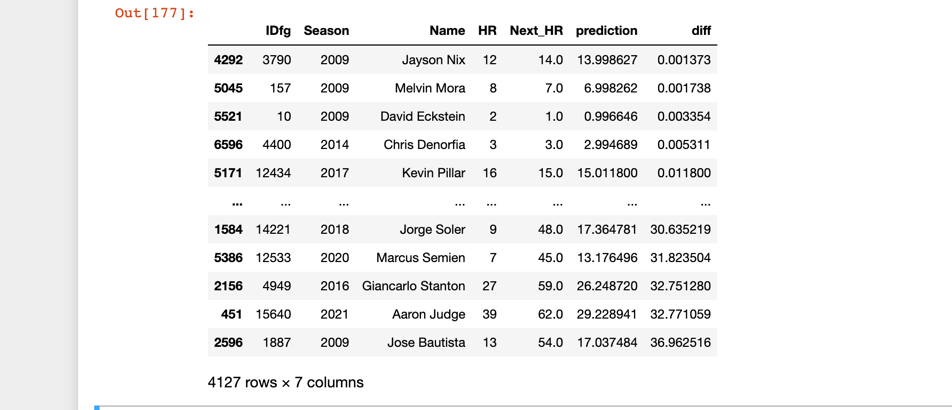 Out[177]:
IDfg Season Name HR Next_HR prediction diff
4292 3790 2009 Jayson Nix 12 14.0 13.998627 0.001373
5045 157 2009 Melvin Mora 8 7.0 6.998262 0.001738
5521 10 2009 David Eckstein 2 1.0 0.996646 0.003354
6596 4400 2014 Chris Denorfia 3 3.0 2.994689 0.005311
5171 12434 2017 Kevin Pillar 16 15.0 15.011800 0.011800
... ... ... ... ... ... ... ...
1584 14221 2018 Jorge Soler 9 48.0 17.364781 30.635219
5386 12533 2020 Marcus Semien 7 45.0 13.176496 31.823504
2156 4949 2016 Giancarlo Stanton 27 59.0 26.248720 32.751280
451 15640 2021 Aaron Judge 39 62.0 29.228941 32.771059
2596 1887 2009 Jose Bautista 13 54.0 17.037484 36.962516
4127 rows × 7 columns